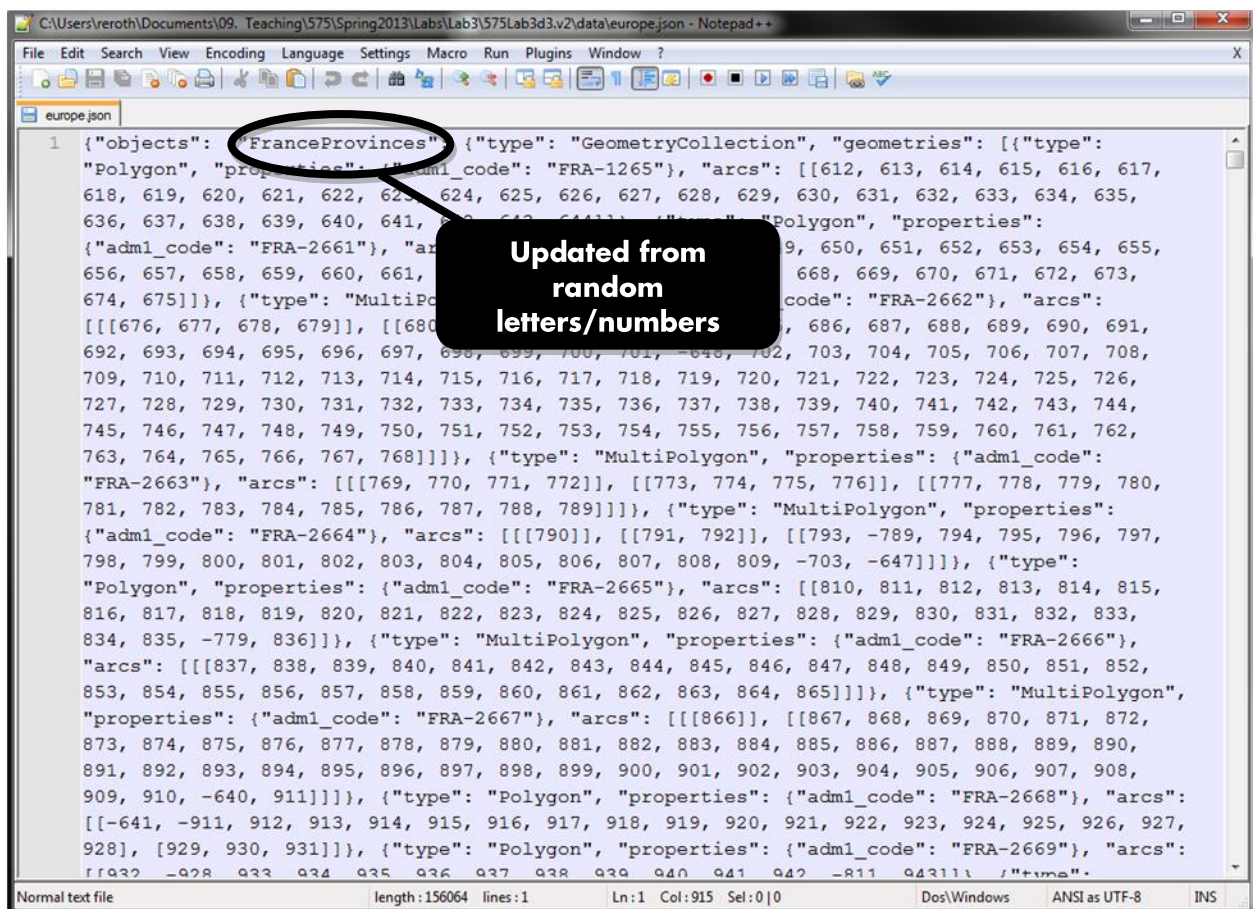 C:\Users\reroth\Documents\09. Teaching\575\Spring2013\Labs\Lab3\575Lab3d3.v2\data\europe.json - Notepad++
File Edit Search View Encoding Language Settings Macro Run Plugins Window ? X
europe.json
1 {"objects": "FranceProvinces": {"type": "GeometryCollection", "geometries": [{"type":
"Polygon", "properties": {"adm1_code": "FRA-1265"}, "arcs": [[612, 613, 614, 615, 616, 617,
618, 619, 620, 621, 622, 623, 624, 625, 626, 627, 628, 629, 630, 631, 632, 633, 634, 635,
636, 637, 638, 639, 640, 641, "Polygon", "properties":
{"adm1_code": "FRA-2661"}, 650, 651, 652, 653, 654, 655,
656, 657, 658, 659, 660, 661, 668, 669, 670, 671, 672, 673,
674, 675]]}, {"type": "code": "FRA-2662"}, "arcs":
[[[676, 677, 678, 679]], 686, 687, 688, 689, 690, 691,
692, 693, 694, 695, 696, 697, 698, 699, 700, 701, -648, 702, 703, 704, 705, 706, 707, 708,
709, 710, 711, 712, 713, 714, 715, 716, 717, 718, 719, 720, 721, 722, 723, 724, 725, 726,
727, 728, 729, 730, 731, 732, 733, 734, 735, 736, 737, 738, 739, 740, 741, 742, 743, 744,
745, 746, 747, 748, 749, 750, 751, 752, 753, 754, 755, 756, 757, 758, 759, 760, 761, 762,
763, 764, 765, 766, 767, 768]]]}, {"type": "MultiPolygon", "properties": {"adm1_code":
"FRA-2663"}, "arcs": [[[769, 770, 771, 772]], [[773, 774, 775, 776]], [[777, 778, 779, 780,
781, 782, 783, 784, 785, 786, 787, 788, 789]]]}, {"type": "MultiPolygon", "properties":
{"adm1_code": "FRA-2664"}, "arcs": [[[790]], [[791, 792]], [[793, -789, 794, 795, 796, 797,
798, 799, 800, 801, 802, 803, 804, 805, 806, 807, 808, 809, -703, -647]]]}, {"type":
"Polygon", "properties": {"adm1_code": "FRA-2665"}, "arcs": [[810, 811, 812, 813, 814, 815,
816, 817, 818, 819, 820, 821, 822, 823, 824, 825, 826, 827, 828, 829, 830, 831, 832, 833,
834, 835, -779, 836]]}, {"type": "MultiPolygon", "properties": {"adm1_code": "FRA-2666"},
"arcs": [[[837, 838, 839, 840, 841, 842, 843, 844, 845, 846, 847, 848, 849, 850, 851, 852,
853, 854, 855, 856, 857, 858, 859, 860, 861, 862, 863, 864, 865]]]}, {"type": "MultiPolygon",
"properties": {"adm1_code": "FRA-2667"}, "arcs": [[[866]], [[867, 868, 869, 870, 871, 872,
873, 874, 875, 876, 877, 878, 879, 880, 881, 882, 883, 884, 885, 886, 887, 888, 889, 890,
891, 892, 893, 894, 895, 896, 897, 898, 899, 900, 901, 902, 903, 904, 905, 906, 907, 908,
909, 910, -640, 911]]]}, {"type": "Polygon", "properties": {"adm1_code": "FRA-2668"}, "arcs":
[[-641, -911, 912, 913, 914, 915, 916, 917, 918, 919, 920, 921, 922, 923, 924, 925, 926, 927,
928], [929, 930, 931]]}, {"type": "Polygon", "properties": {"adm1_code": "FRA-2669"}, "arcs":
[[932, -928, 933, 934, 935, 936, 937, 938, 939, 940, 941, 942, -811, 943]]}, {"type":
Updated from
random
letters/numbers
Normal text file length : 156064 lines : 1 Ln : 1 Col : 915 Sel : 0 | 0 Dos\Windows ANSI as UTF-8 INS